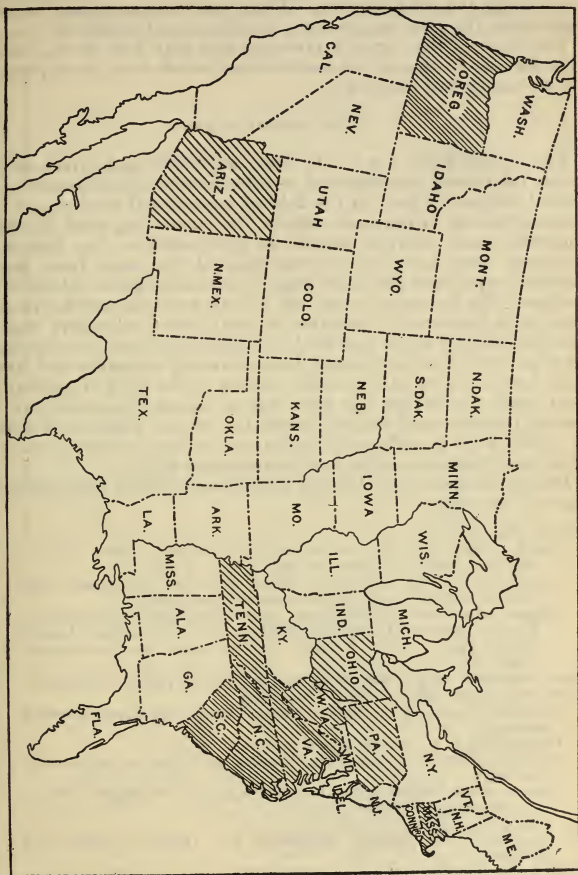 WASH.
OREG.
CAL.
NEV.
IDAHO
MONT.
WYO.
UTAH
ARIZ.
COLO.
N.MEX.
N.DAK.
S.DAK.
NEB.
KANS.
OKLA.
TEX.
MINN.
IOWA
MO.
ARK.
LA.
WIS.
ILL.
IND.
MICH.
OHIO
KY.
TENN
MISS.
ALA.
GA.
FLA.
S.C.
N.C.
VA.
W.VA.
MD.
DEL.
PA.
N.J.
N.Y.
CONN.
MASS.
VT.
N.H.
ME.